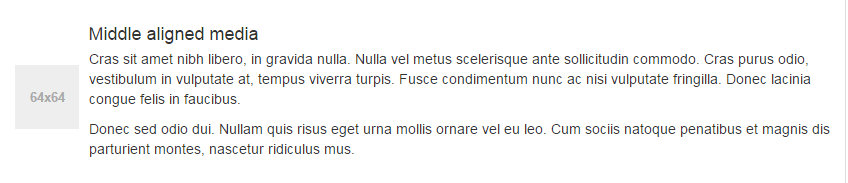 Middle aligned media
Cras sit amet nibh libero, in gravida nulla. Nulla vel metus scelerisque ante sollicitudin commodo. Cras purus odio,
vestibulum in vulputate at, tempus viverra turpis. Fusce condimentum nunc ac nisi vulputate fringilla. Donec lacinia
congue felis in faucibus.
64x64
Donec sed odio dui. Nullam quis risus eget urna mollis ornare vel eu leo. Cum sociis natoque penatibus et magnis dis
parturient montes, nascetur ridiculus mus.